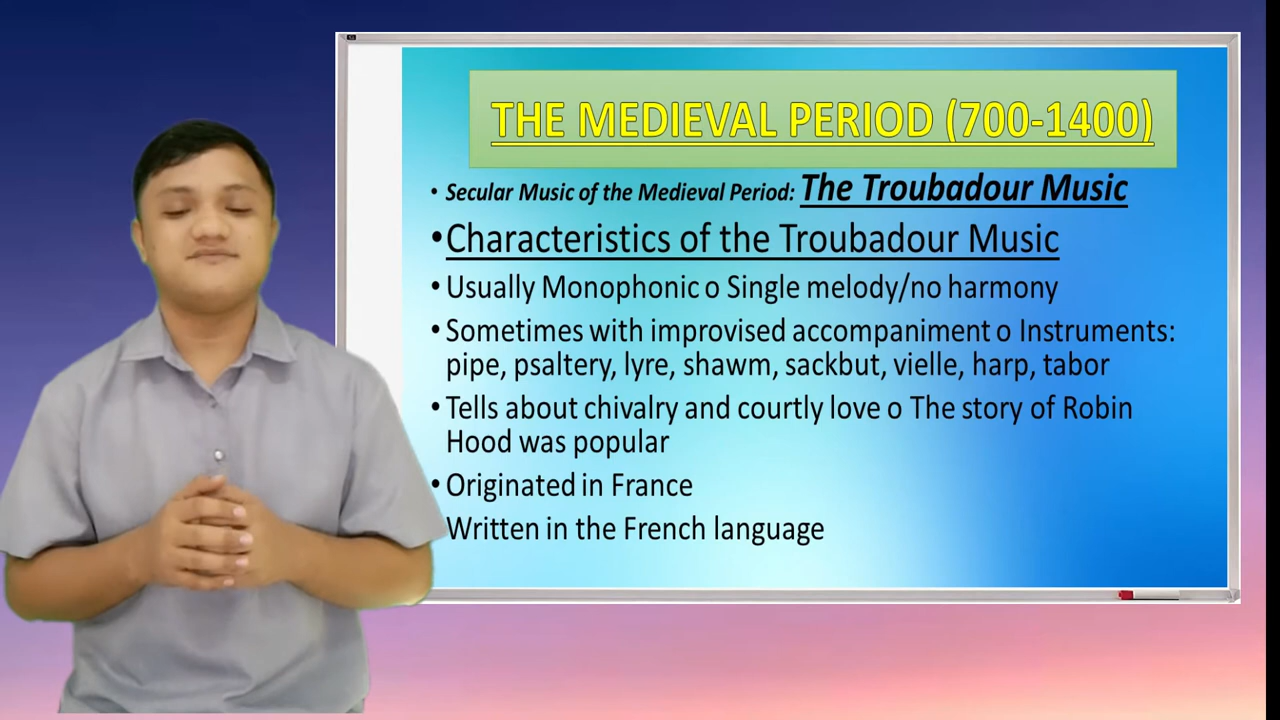 THE MEDIEVAL PERIOD (700-1400)
• Secular Music of the Medieval Period: The Troubadour Music
•Characteristics of the Troubadour Music
• Usually Monophonic o Single melody/no harmony
• Sometimes with improvised accompaniment o Instruments:
pipe, psaltery, lyre, shawm, sackbut, vielle, harp, tabor
• Tells about chivalry and courtly love o The story of Robin
Hood was popular
• Originated in France
Written in the French language